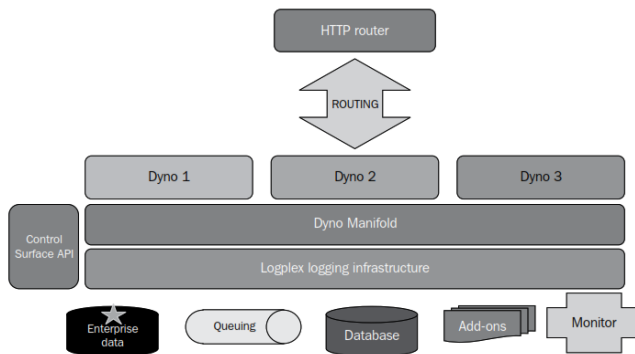 HTTP router
ROUTING
Dyno 1
Dyno 2
Dyno 3
Control
Surface API
Dyno Manifold
Logplex logging infrastructure
Enterprise
data
Queuing
Database
Add-ons
Monitor